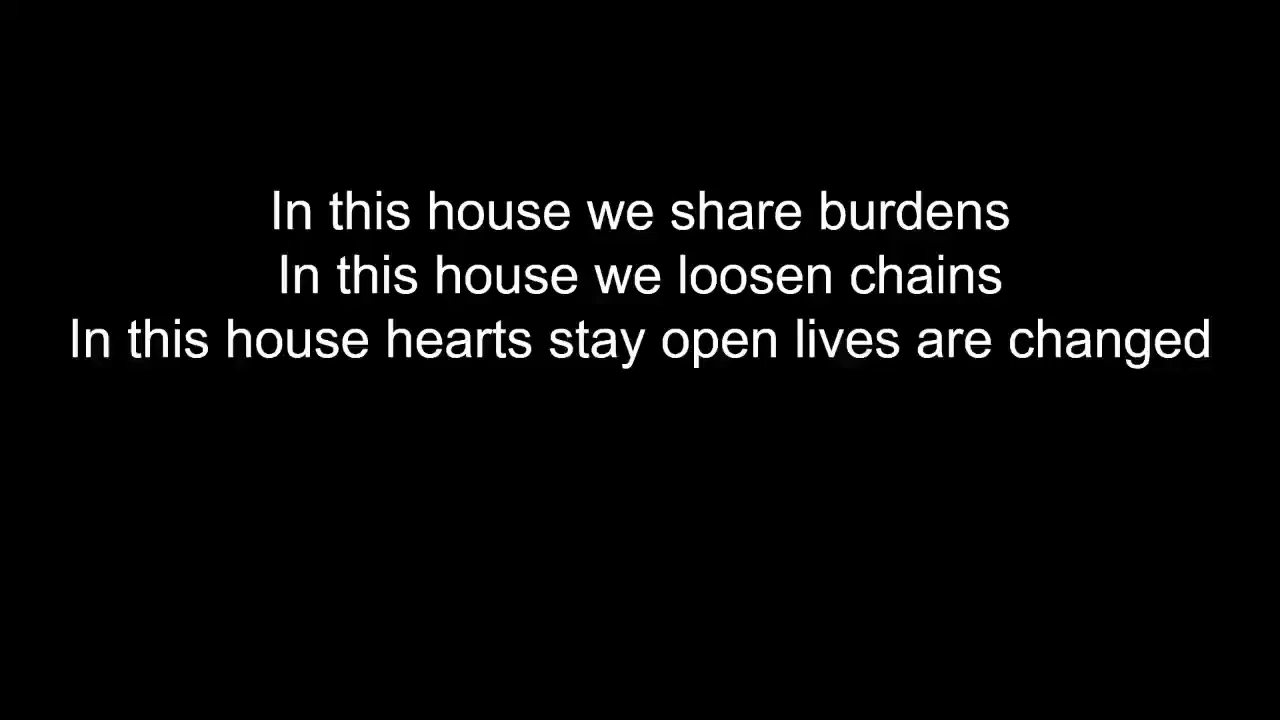 In this house we share burdens
In this house we loosen chains
In this house hearts stay open lives are changed